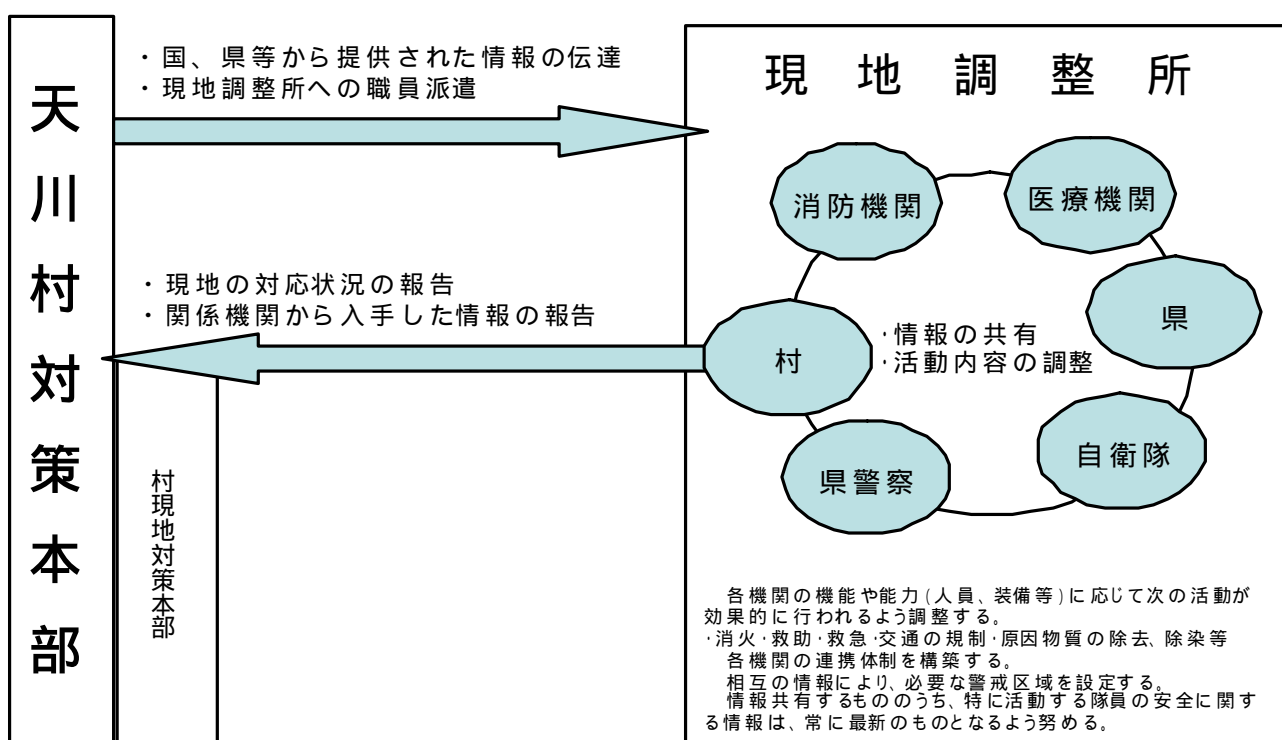 天川村対策本部
・国、県等から提供された情報の伝達
・現地調整所への職員派遣
・現地の対応状況の報告
・関係機関から入手した情報の報告
村現地対策本部
現地調整所
消防機関
医療機関
県
村
・情報の共有
・活動内容の調整
自衛隊
県警察
各機関の機能や能力(人員、装備等)に応じて次の活動が
効果的に行われるよう調整する。
・消火・救助・救急・交通の規制・原因物質の除去、除染等
各機関の連携体制を構築する。
相互の情報により、必要な警戒区域を設定する。
情報共有するもののうち、特に活動する隊員の安全に関す
る情報は、常に最新のものとなるよう努める。